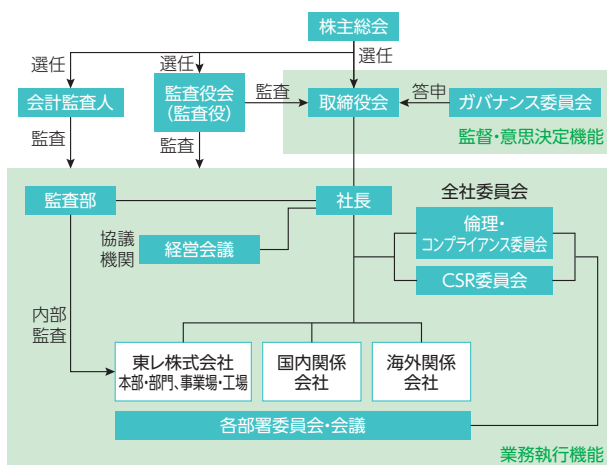 株主総会
選任
選任
選任
会計監査人
監査役会
(監査役)
監査
取締役会
答申
ガバナンス委員会
監査
監査
監督・意思決定機能
監査部
社長
全社委員会
協議
機関
経営会議
倫理・
コンプライアンス委員会
CSR委員会
内部
監査
東レ株式会社
本部・部門、事業場・工場
国内関係
会社
海外関係
会社
各部署委員会・会議
業務執行機能